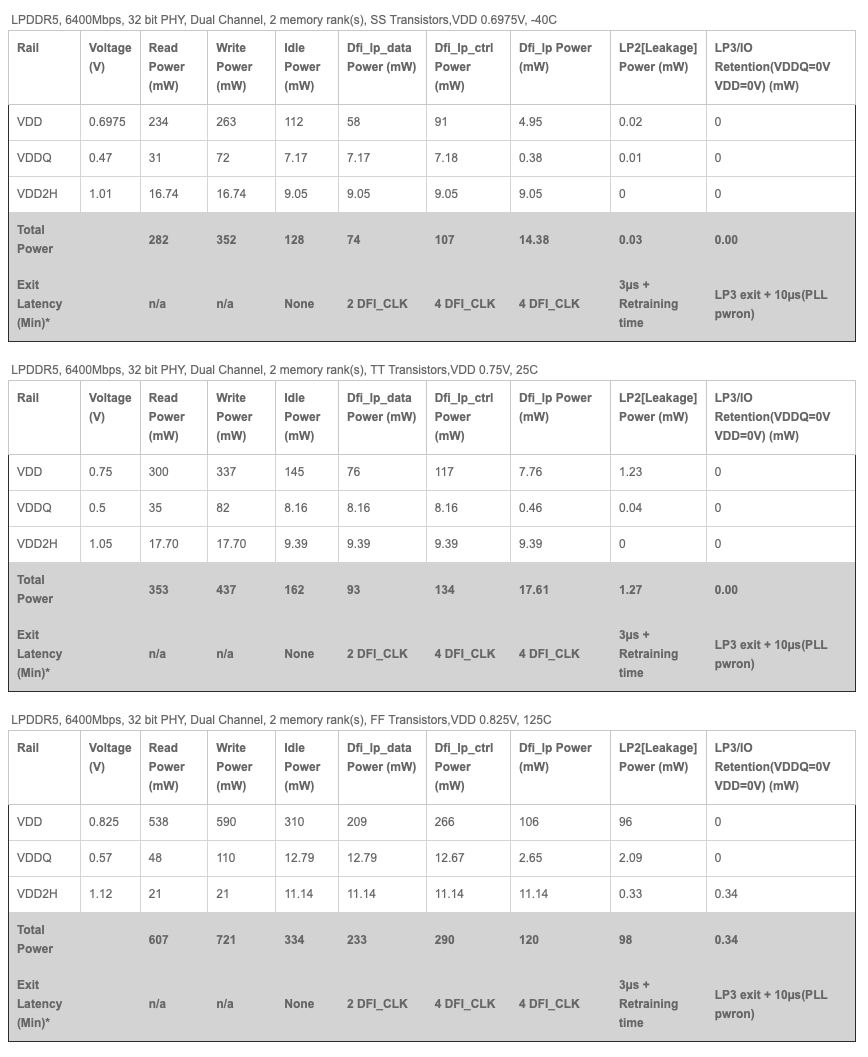 LPDDR5, 6400Mbps, 32 bit PHY, Dual Channel, 2 memory rank(s), SS Transistors,VDD 0.6975V, -40C
Rail | Voltage (V) | Read Power (mW) | Write Power (mW) | Idle Power (mW) | Dfi_lp_data Power (mW) | Dfi_lp_ctrl Power (mW) | Dfi_lp Power (mW) | LP2[Leakage] Power (mW) | LP3/IO Retention(VDDQ=0V VDD=0V) (mW)
VDD | 0.6975 | 234 | 263 | 112 | 58 | 91 | 4.95 | 0.02 | 0
VDDQ | 0.47 | 31 | 72 | 7.17 | 7.17 | 7.18 | 0.38 | 0.01 | 0
VDD2H | 1.01 | 16.74 | 16.74 | 9.05 | 9.05 | 9.05 | 9.05 | 0 | 0
Total Power | | 282 | 352 | 128 | 74 | 107 | 14.38 | 0.03 | 0.00
Exit Latency (Min)* | | n/a | n/a | None | 2 DFI_CLK | 4 DFI_CLK | 4 DFI_CLK | 3µs + Retraining time | LP3 exit + 10µs(PLL pwron)
LPDDR5, 6400Mbps, 32 bit PHY, Dual Channel, 2 memory rank(s), TT Transistors,VDD 0.75V, 25C
Rail | Voltage (V) | Read Power (mW) | Write Power (mW) | Idle Power (mW) | Dfi_lp_data Power (mW) | Dfi_lp_ctrl Power (mW) | Dfi_lp Power (mW) | LP2[Leakage] Power (mW) | LP3/IO Retention(VDDQ=0V VDD=0V) (mW)
VDD | 0.75 | 300 | 337 | 145 | 76 | 117 | 7.76 | 1.23 | 0
VDDQ | 0.5 | 35 | 82 | 8.16 | 8.16 | 8.16 | 0.46 | 0.04 | 0
VDD2H | 1.05 | 17.70 | 17.70 | 9.39 | 9.39 | 9.39 | 9.39 | 0 | 0
Total Power | | 353 | 437 | 162 | 93 | 134 | 17.61 | 1.27 | 0.00
Exit Latency (Min)* | | n/a | n/a | None | 2 DFI_CLK | 4 DFI_CLK | 4 DFI_CLK | 3µs + Retraining time | LP3 exit + 10µs(PLL pwron)
LPDDR5, 6400Mbps, 32 bit PHY, Dual Channel, 2 memory rank(s), FF Transistors,VDD 0.825V, 125C
Rail | Voltage (V) | Read Power (mW) | Write Power (mW) | Idle Power (mW) | Dfi_lp_data Power (mW) | Dfi_lp_ctrl Power (mW) | Dfi_lp Power (mW) | LP2[Leakage] Power (mW) | LP3/IO Retention(VDDQ=0V VDD=0V) (mW)
VDD | 0.825 | 538 | 590 | 310 | 209 | 266 | 106 | 96 | 0
VDDQ | 0.57 | 48 | 110 | 12.79 | 12.79 | 12.67 | 2.65 | 2.09 | 0
VDD2H | 1.12 | 21 | 21 | 11.14 | 11.14 | 11.14 | 11.14 | 0.33 | 0.34
Total Power | | 607 | 721 | 334 | 233 | 290 | 120 | 98 | 0.34
Exit Latency (Min)* | | n/a | n/a | None | 2 DFI_CLK | 4 DFI_CLK | 4 DFI_CLK | 3µs + Retraining time | LP3 exit + 10µs(PLL pwron)